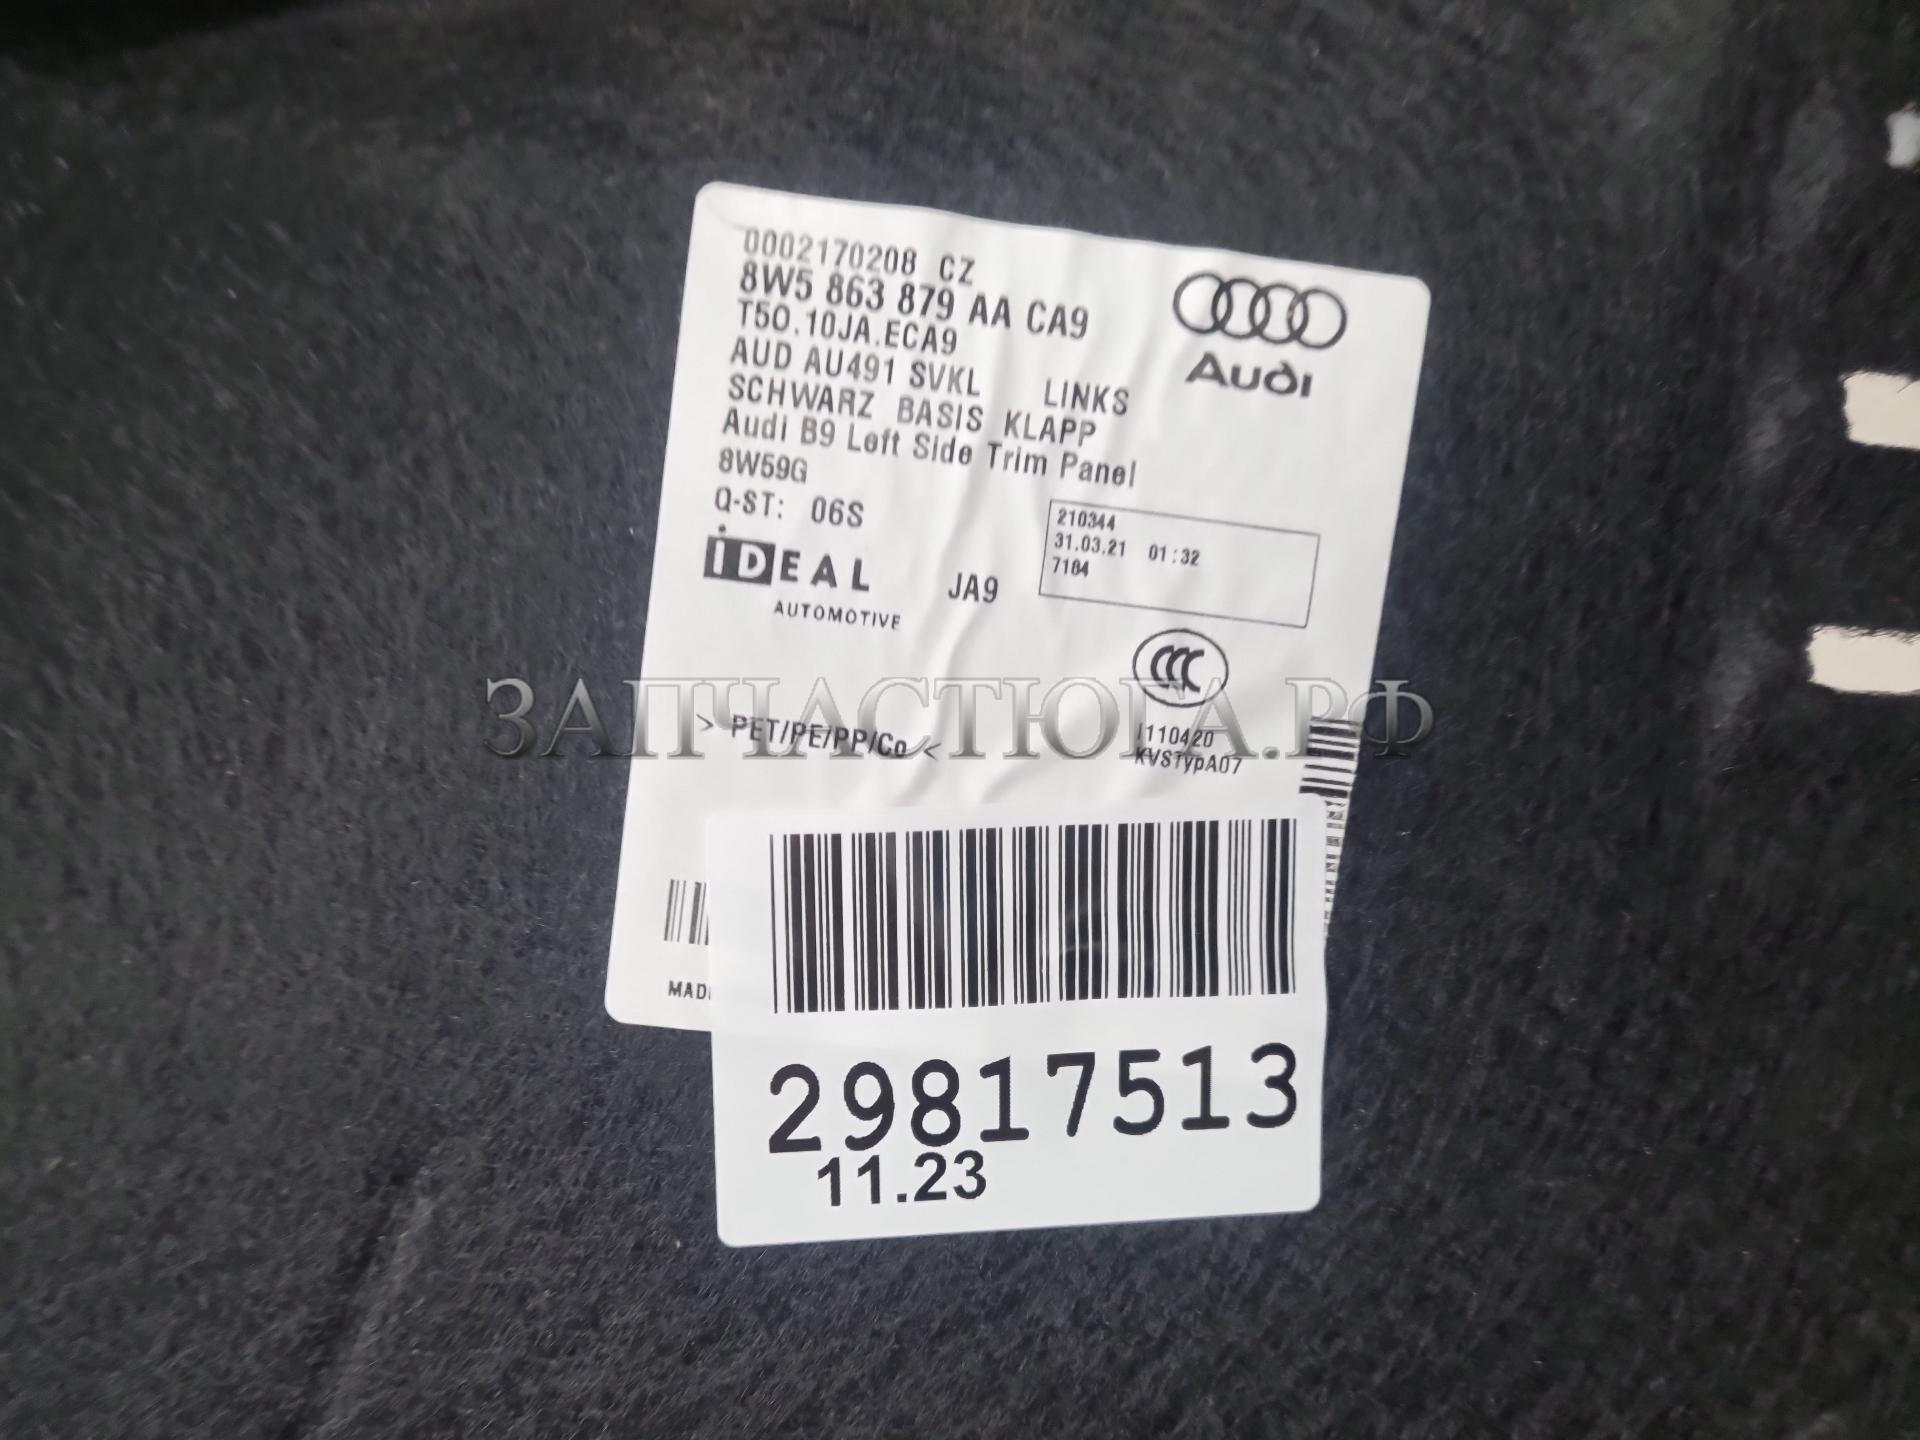 0002170208 CZ
8W5 863 879 AA CA9
T50.10JA.ECA9
AUD AU491 SVKL LINKS
SCHWARZ BASIS KLAPP
Audi B9 Left Side Trim Panel
8W59G
Q-ST: 06S
Audi
210344
31.03.21 01:32
7184
iDEAL
AUTOMOTIVE
JA9
CCC
ЗАПЧАСТЮГА.РФ
> PET/PE/PP/Co <
I110420
KVSTypA07
29817513
11.23